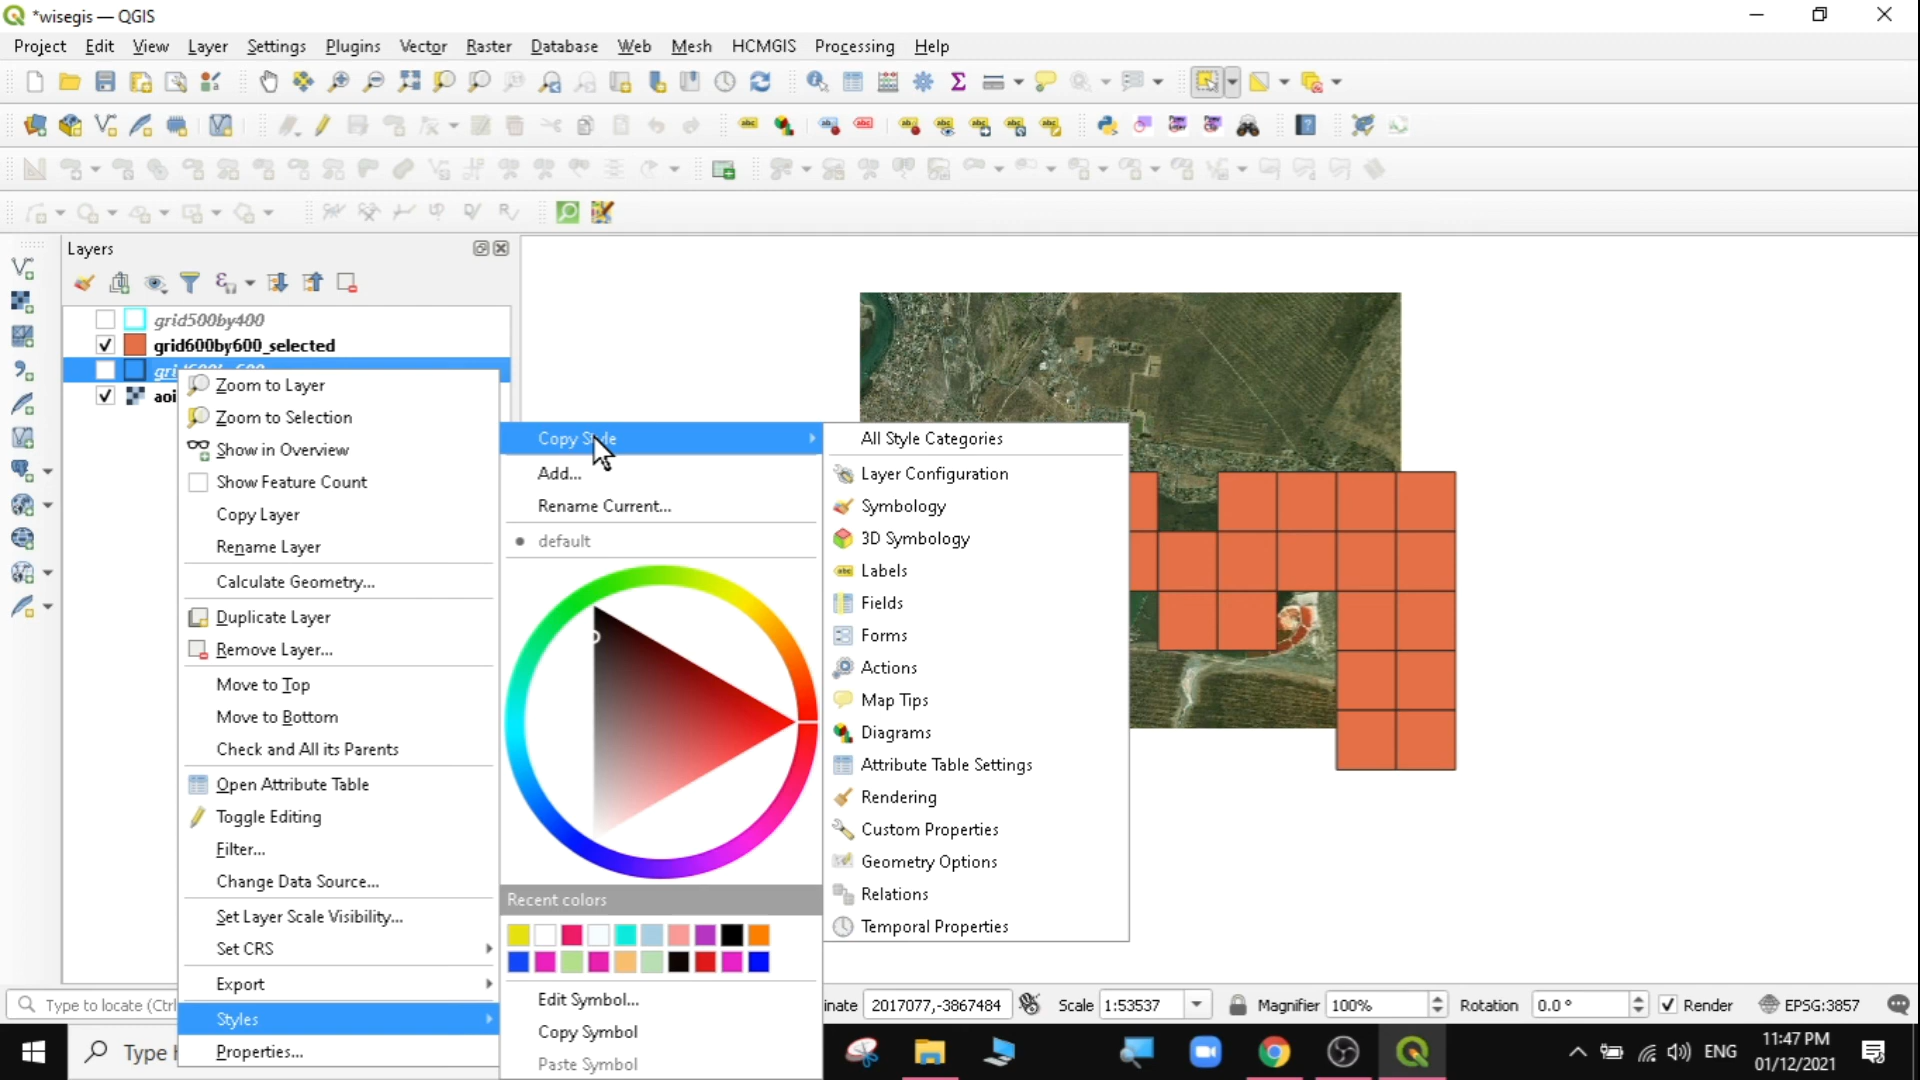 *wisegis — QGIS
Project Edit View Layer Settings Plugins Vector Raster Database Web Mesh HCMGIS Processing Help
Layers
grid500by400
grid600by600_selected
aoi
Zoom to Layer
Zoom to Selection
Show in Overview
Show Feature Count
Copy Layer
Rename Layer
Calculate Geometry...
Duplicate Layer
Remove Layer...
Move to Top
Move to Bottom
Check and All its Parents
Open Attribute Table
Toggle Editing
Filter...
Change Data Source...
Set Layer Scale Visibility...
Set CRS
Export
Styles
Properties...
Copy Style
Add...
Rename Current...
default
Recent colors
Edit Symbol...
Copy Symbol
Paste Symbol
All Style Categories
Layer Configuration
Symbology
3D Symbology
Labels
Fields
Forms
Actions
Map Tips
Diagrams
Attribute Table Settings
Rendering
Custom Properties
Geometry Options
Relations
Temporal Properties
Type to locate (Ctrl
inate 2017077,-3867484 Scale 1:53537 Magnifier 100% Rotation 0.0 ° Render EPSG:3857
Type
ENG
11:47 PM
01/12/2021